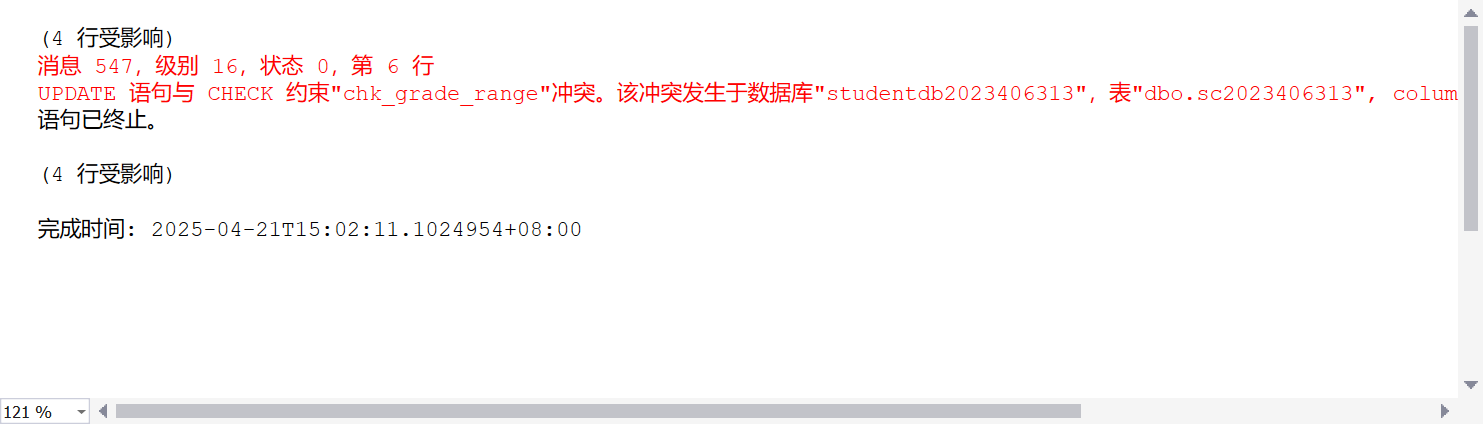 (4 行受影响)
消息 547，级别 16，状态 0，第 6 行
UPDATE 语句与 CHECK 约束"chk_grade_range"冲突。该冲突发生于数据库"studentdb2023406313"，表"dbo.sc2023406313", colum
语句已终止。
(4 行受影响)
完成时间: 2025-04-21T15:02:11.1024954+08:00
121 %